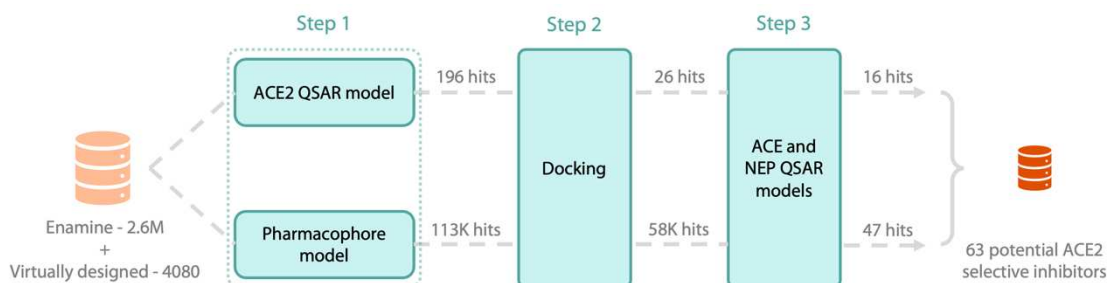 Step 1
Step 2
Step 3
ACE2 QSAR model
196 hits
26 hits
16 hits
Docking
ACE and
NEP QSAR
models
Enamine - 2.6M
+
Virtually designed - 4080
Pharmacophore
model
113K hits
58K hits
47 hits
63 potential ACE2
selective inhibitors